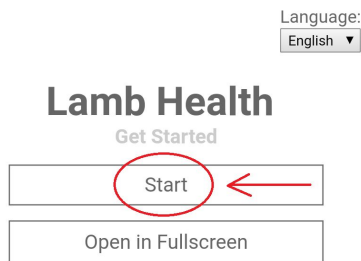 Language:
English
Lamb Health
Get Started
Start
Open in Fullscreen